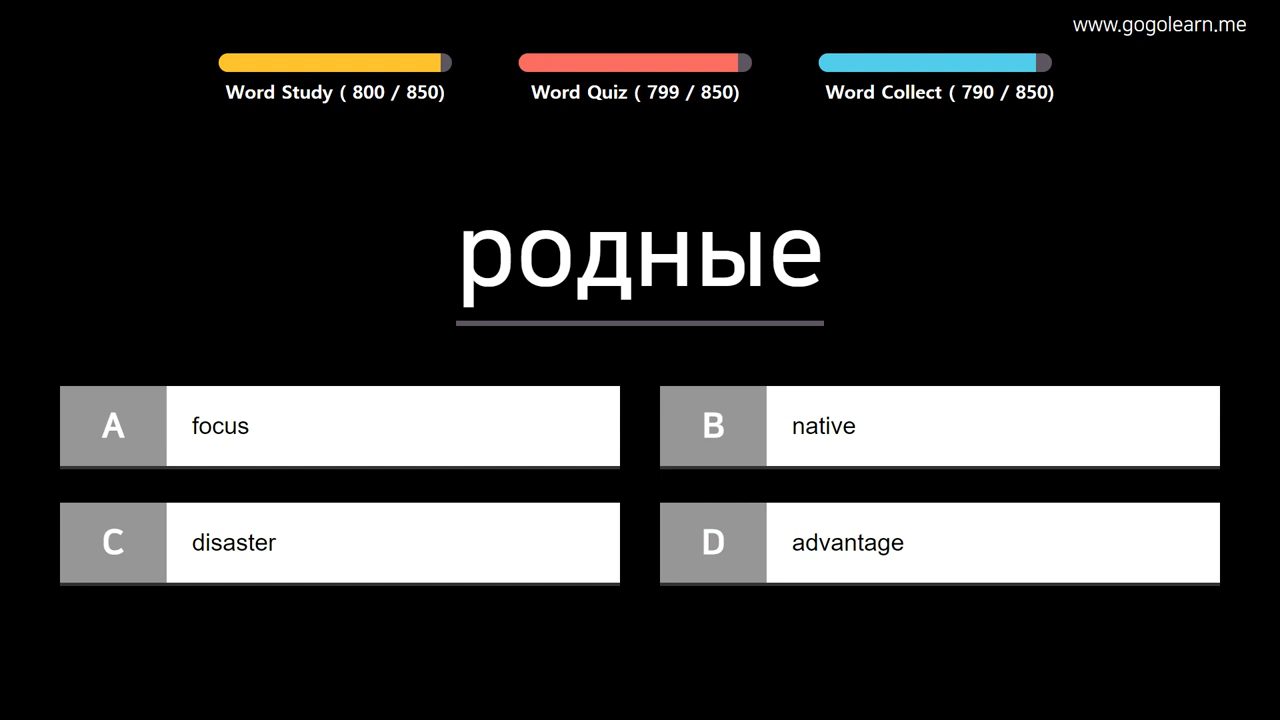 www.gogolearn.me
Word Study ( 800 / 850)
Word Quiz ( 799 / 850)
Word Collect ( 790 / 850)
родные
A focus
B native
C disaster
D advantage